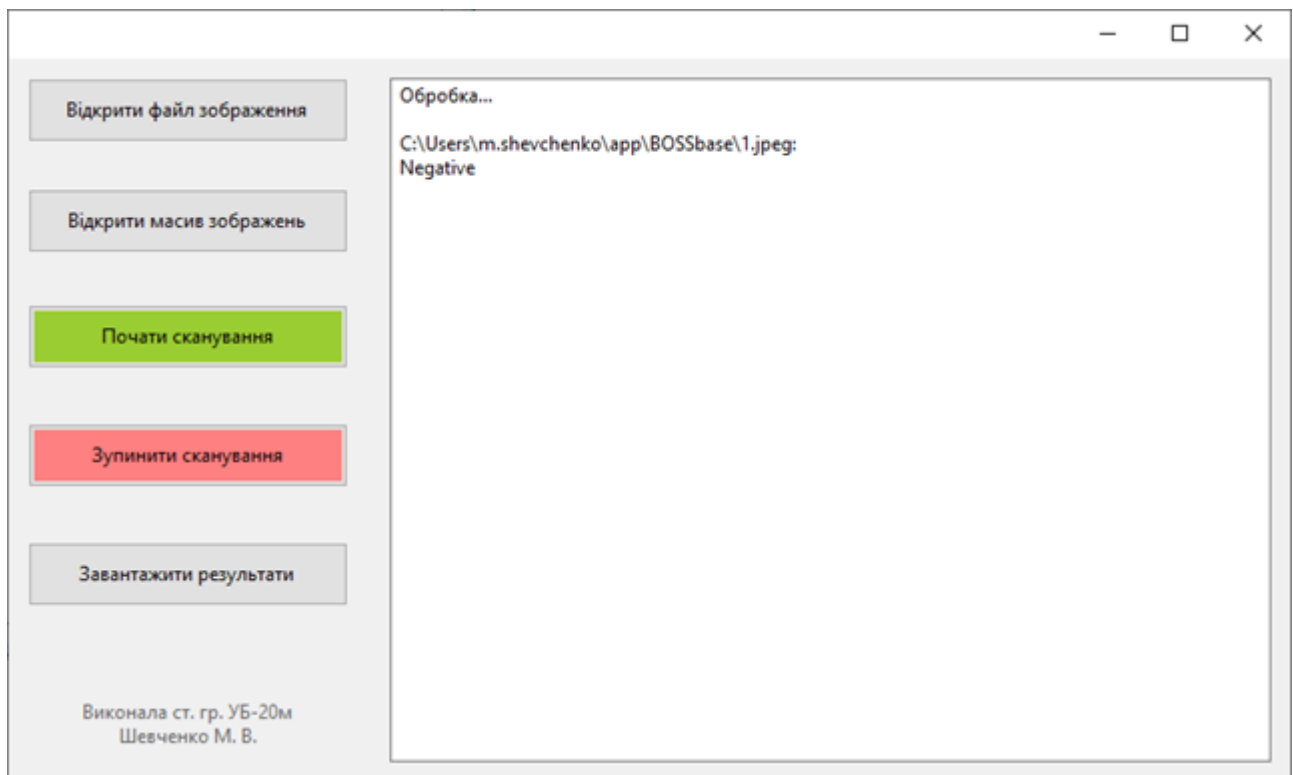 Відкрити файл зображення
Відкрити масив зображень
Почати сканування
Зупинити сканування
Завантажити результати
Виконала ст. гр. УБ-20м
Шевченко М. В.
Обробка...
C:\Users\m.shevchenko\app\BOSSbase\1.jpeg:
Negative